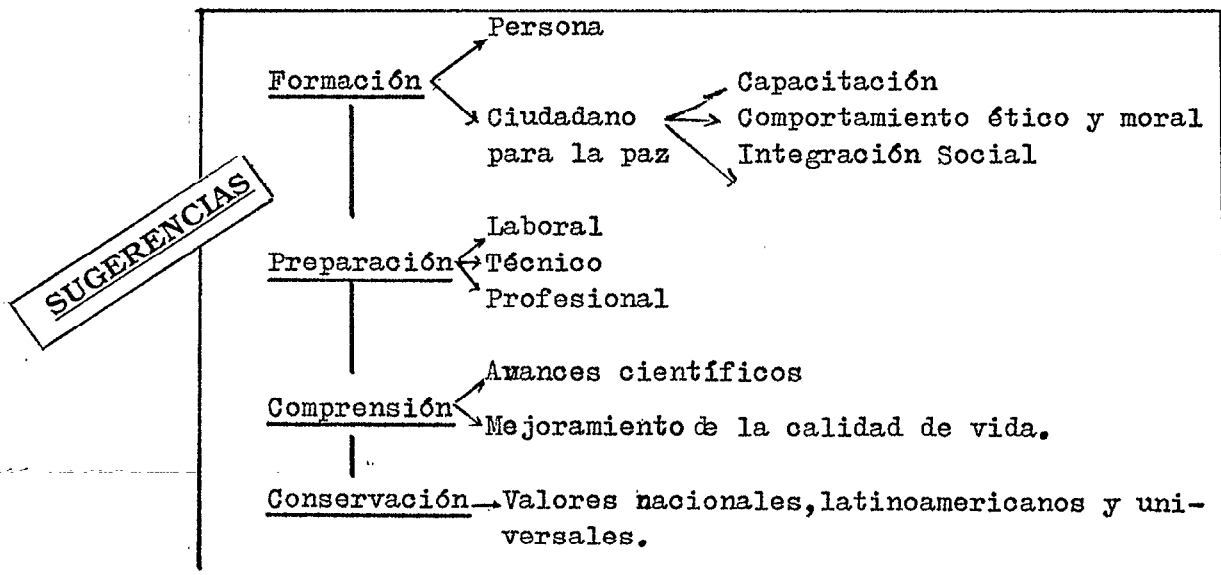 Persona
Formación
Capacitación
Ciudadano
Comportamiento ético y moral
para la paz
Integración Social
SUGERENCIAS
Laboral
Preparación
Técnico
Profesional
Avances científicos
Comprensión
Mejoramiento de la calidad de vida.
Conservación
Valores nacionales, latinoamericanos y uni-
versales.